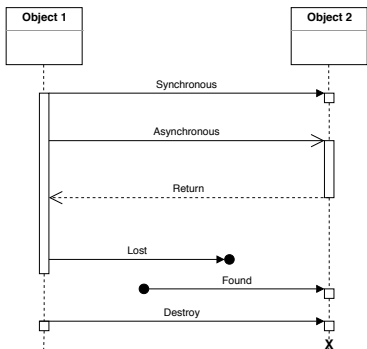 Object 1
Object 2
Synchronous
Asynchronous
Return
Lost
Found
Destroy
X